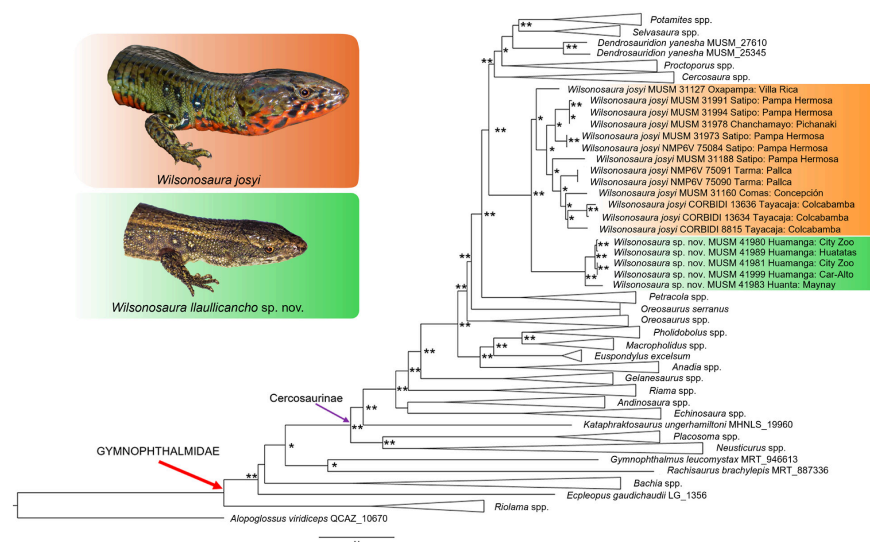 Wilsonosaura josyi
Wilsonosaura llaullicancho sp. nov.
Potamites spp.
Selvasaura spp.
Dendrosauridion yanesha MUSM_27610
Dendrosauridion yanesha MUSM_25345
Proctoporus spp.
Cercosaura spp.
Wilsonosaura josyi MUSM 31127 Oxapampa: Villa Rica
Wilsonosaura josyi MUSM 31991 Satipo: Pampa Hermosa
Wilsonosaura josyi MUSM 31994 Satipo: Pampa Hermosa
Wilsonosaura josyi MUSM 31978 Chanchamayo: Pichanaki
Wilsonosaura josyi MUSM 31973 Satipo: Pampa Hermosa
Wilsonosaura josyi NMP6V 75084 Satipo: Pampa Hermosa
Wilsonosaura josyi MUSM 31188 Pampa Hermosa
Wilsonosaura josyi NMP6V 75091 Tarma: Pallca
Wilsonosaura josyi NMP6V 75090 Tarma: Pallca
Wilsonosaura josyi MUSM 31160 Comas: Concepción
Wilsonosaura josyi CORBIDI 13636 Tayacaja: Colcabamba
Wilsonosaura josyi CORBIDI 13634 Tayacaja: Colcabamba
Wilsonosaura josyi CORBIDI 8815 Tayacaja: Colcabamba
Wilsonosaura sp. nov. MUSM 41980 Huamanga: City Zoo
Wilsonosaura sp. nov. MUSM 41989 Huamanga: Huatatas
Wilsonosaura sp. nov. MUSM 41981 Huamanga: City Zoo
Wilsonosaura sp. nov. MUSM 41999 Huamanga: Car-Alto
Wilsonosaura sp. nov. MUSM 41983 Huanta: Maynay
Petracola spp.
Oreosaurus serranus
Oreosaurus spp.
Pholidobolus spp.
Macropholidus spp.
Euspondylus excelsum
Anadia spp.
Gelanesaurus spp.
Riama spp.
Andinosaura spp.
Echinosaura spp.
Cercosaurinae
Kataphraktosaurus ungerhamiltoni MHNLS_19960
Placosoma spp.
Neusticurus spp.
GYMNOPHTHALMIDAE
Gymnophthalmus leucomystax MRT_946613
Rachisaurus brachylepis MRT_887336
Bachia spp.
Ecpleopus gaudichaudii LG_1356
Riolama spp.
Alopoglossus viridiceps QCAZ_10670